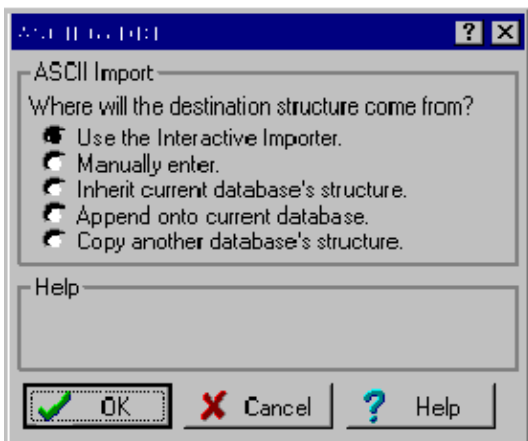 ASCII Import
Where will the destination structure come from?
Use the Interactive Importer.
Manually enter.
Inherit current database's structure.
Append onto current database.
Copy another database's structure.
Help
OK
Cancel
Help